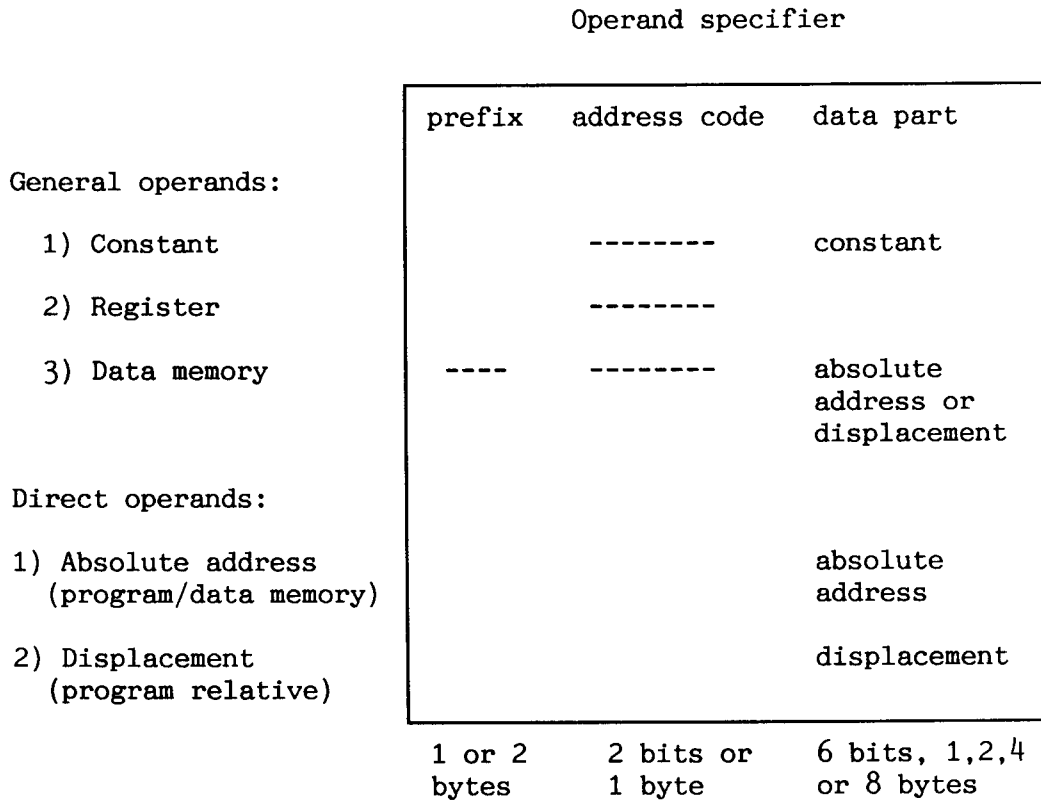 Operand specifier
prefix address code data part
General operands:
1) Constant -------- constant
2) Register --------
3) Data memory ---- -------- absolute
address or
displacement
Direct operands:
1) Absolute address absolute
(program/data memory) address
2) Displacement displacement
(program relative)
1 or 2 2 bits or 6 bits, 1,2,4
bytes 1 byte or 8 bytes